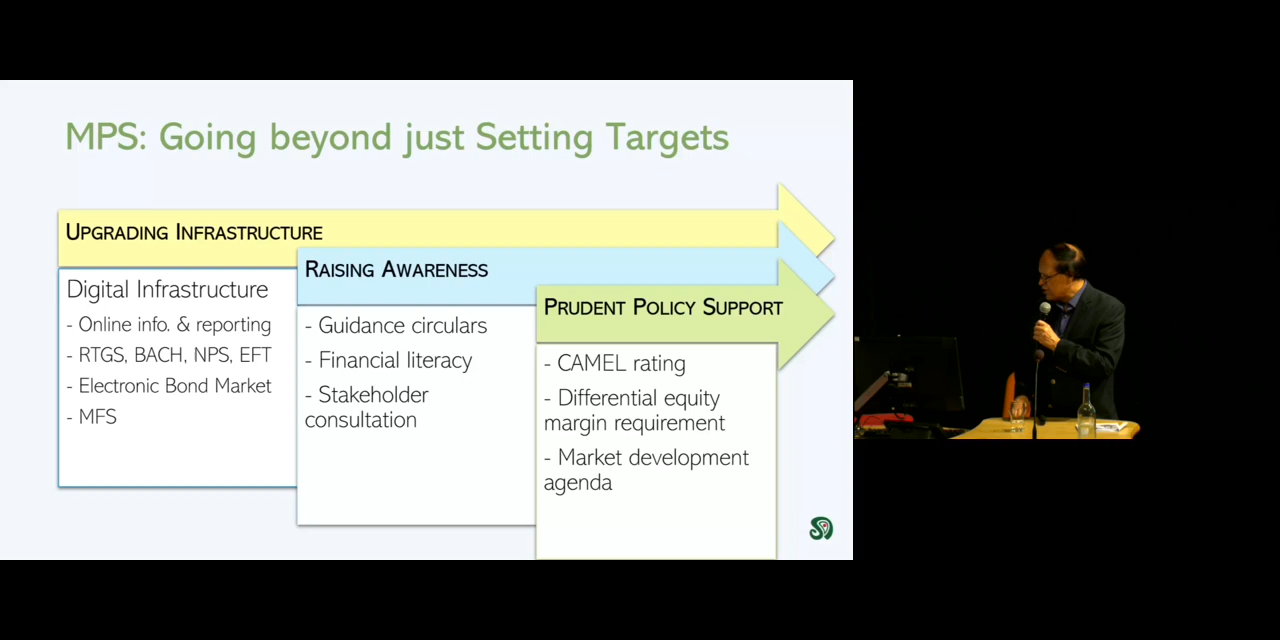 MPS: Going beyond just Setting Targets
UPGRADING INFRASTRUCTURE
Digital Infrastructure
- Online info. & reporting
- RTGS, BACH, NPS, EFT
- Electronic Bond Market
- MFS
RAISING AWARENESS
- Guidance circulars
- Financial literacy
- Stakeholder
consultation
PRUDENT POLICY SUPPORT
- CAMEL rating
- Differential equity
margin requirement
- Market development
agenda